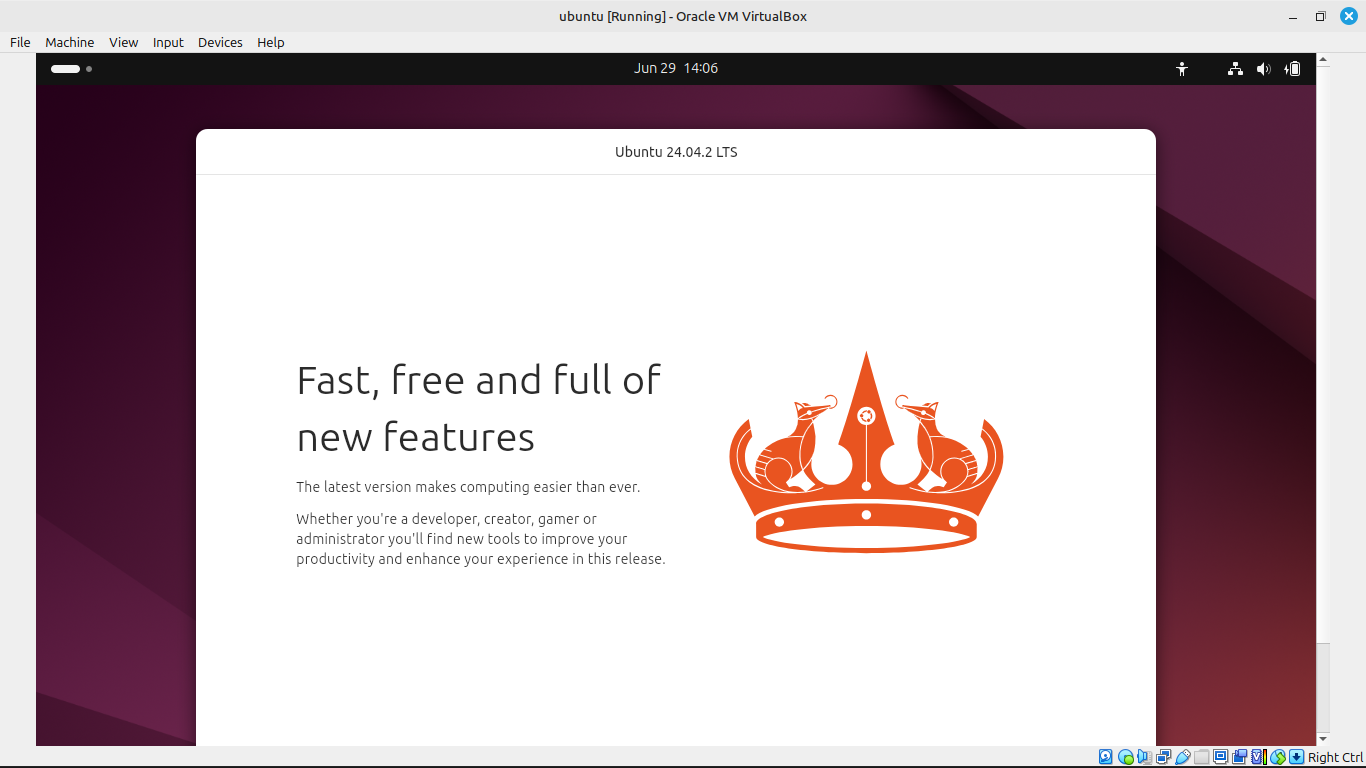 ubuntu [Running] - Oracle VM VirtualBox
File Machine View Input Devices Help
Jun 29 14:06
Ubuntu 24.04.2 LTS
Fast, free and full of
new features
The latest version makes computing easier than ever.
Whether you're a developer, creator, gamer or
administrator you'll find new tools to improve your
productivity and enhance your experience in this release.
Right Ctrl